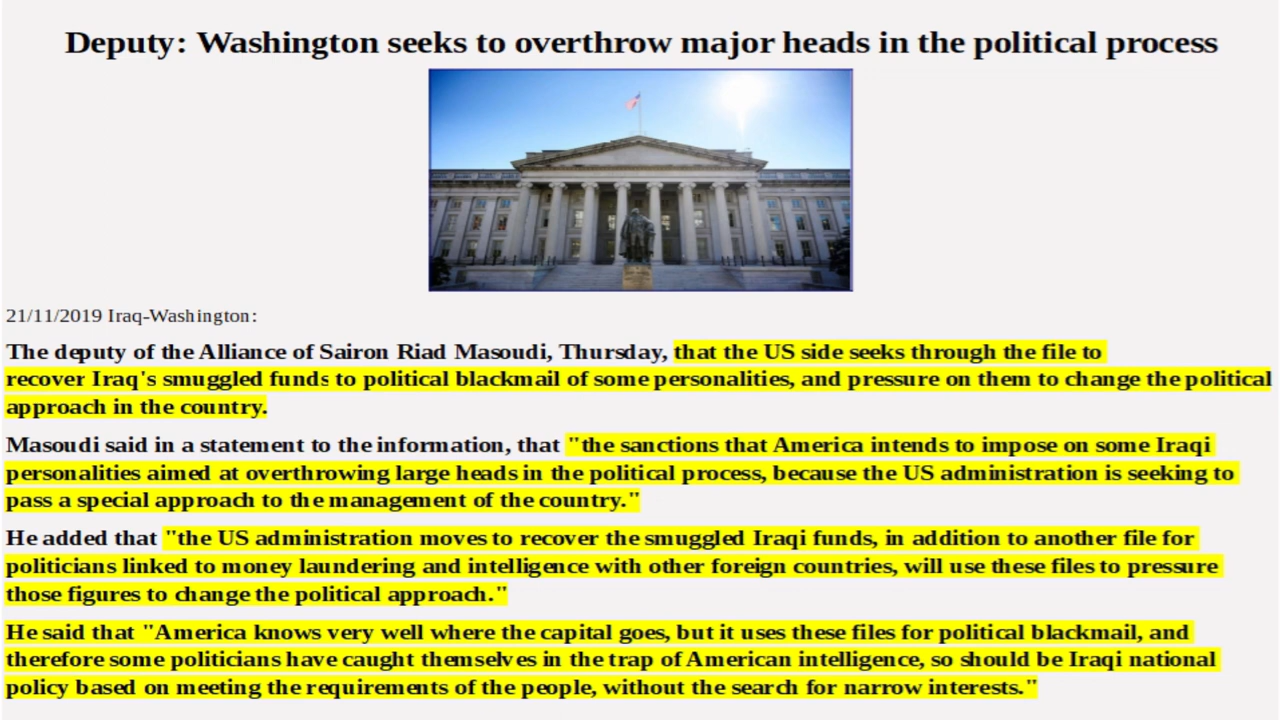 Deputy: Washington seeks to overthrow major heads in the political process
21/11/2019 Iraq-Washington:
The deputy of the Alliance of Sairon Riad Masoudi, Thursday, that the US side seeks through the file to
recover Iraq's smuggled funds to political blackmail of some personalities, and pressure on them to change the political
approach in the country.
Masoudi said in a statement to the information, that "the sanctions that America intends to impose on some Iraqi
personalities aimed at overthrowing large heads in the political process, because the US administration is seeking to
pass a special approach to the management of the country."
He added that "the US administration moves to recover the smuggled Iraqi funds, in addition to another file for
politicians linked to money laundering and intelligence with other foreign countries, will use these files to pressure
those figures to change the political approach."
He said that "America knows very well where the capital goes, but it uses these files for political blackmail, and
therefore some politicians have caught themselves in the trap of American intelligence, so should be Iraqi national
policy based on meeting the requirements of the people, without the search for narrow interests."